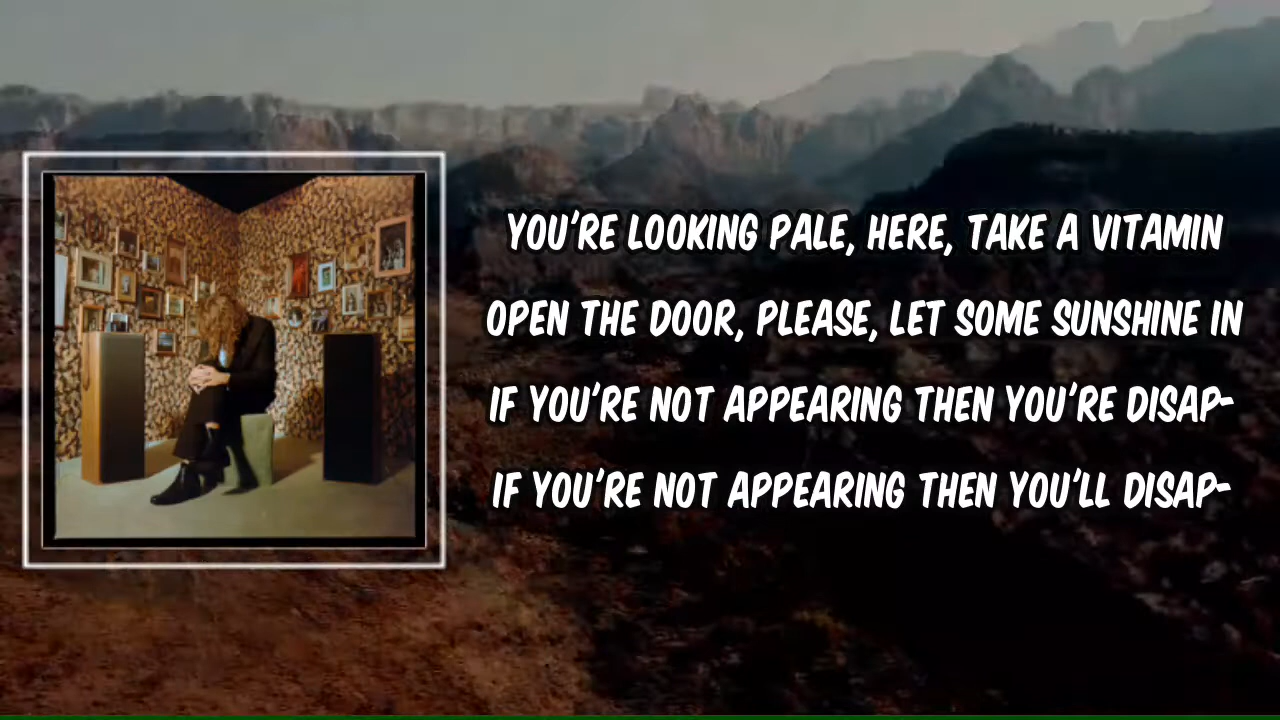 YOU'RE LOOKING PALE, HERE, TAKE A VITAMIN
OPEN THE DOOR, PLEASE, LET SOME SUNSHINE IN
IF YOU'RE NOT APPEARING THEN YOU'RE DISAP-
IF YOU'RE NOT APPEARING THEN YOU'LL DISAP-